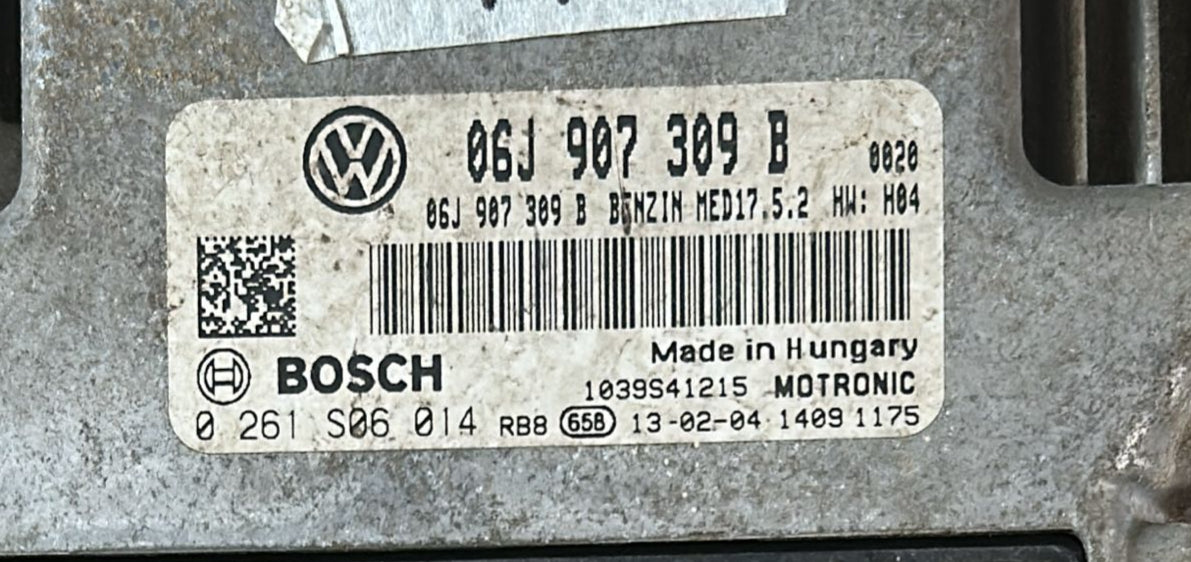 06J 907 309 B 0020
06J 907 309 B BENZIN MED17.5.2 HW: H04
Made in Hungary
BOSCH 1039S41215 MOTRONIC
0 261 S06 014 RB8 658 13-02-04 1409 1175